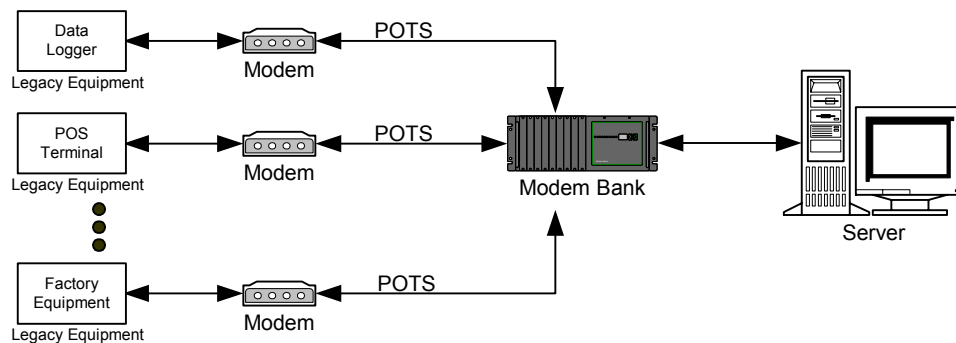 Data
Logger
Legacy Equipment
Modem
POTS
POS
Terminal
Legacy Equipment
Modem
POTS
Modem Bank
Server
Factory
Equipment
Legacy Equipment
Modem
POTS